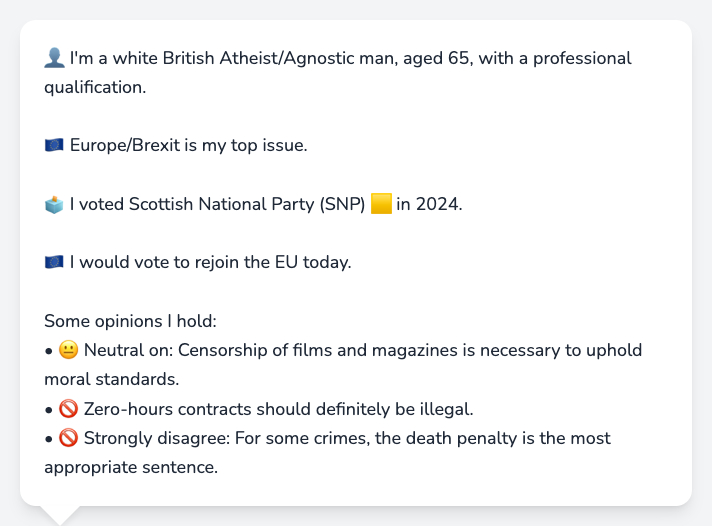 👤 I'm a white British Atheist/Agnostic man, aged 65, with a professional
qualification.
🇪🇺 Europe/Brexit is my top issue.
🗳️ I voted Scottish National Party (SNP) 🟨 in 2024.
🇪🇺 I would vote to rejoin the EU today.
Some opinions I hold:
• 😐 Neutral on: Censorship of films and magazines is necessary to uphold
moral standards.
• 🚫 Zero-hours contracts should definitely be illegal.
• 🚫 Strongly disagree: For some crimes, the death penalty is the most
appropriate sentence.